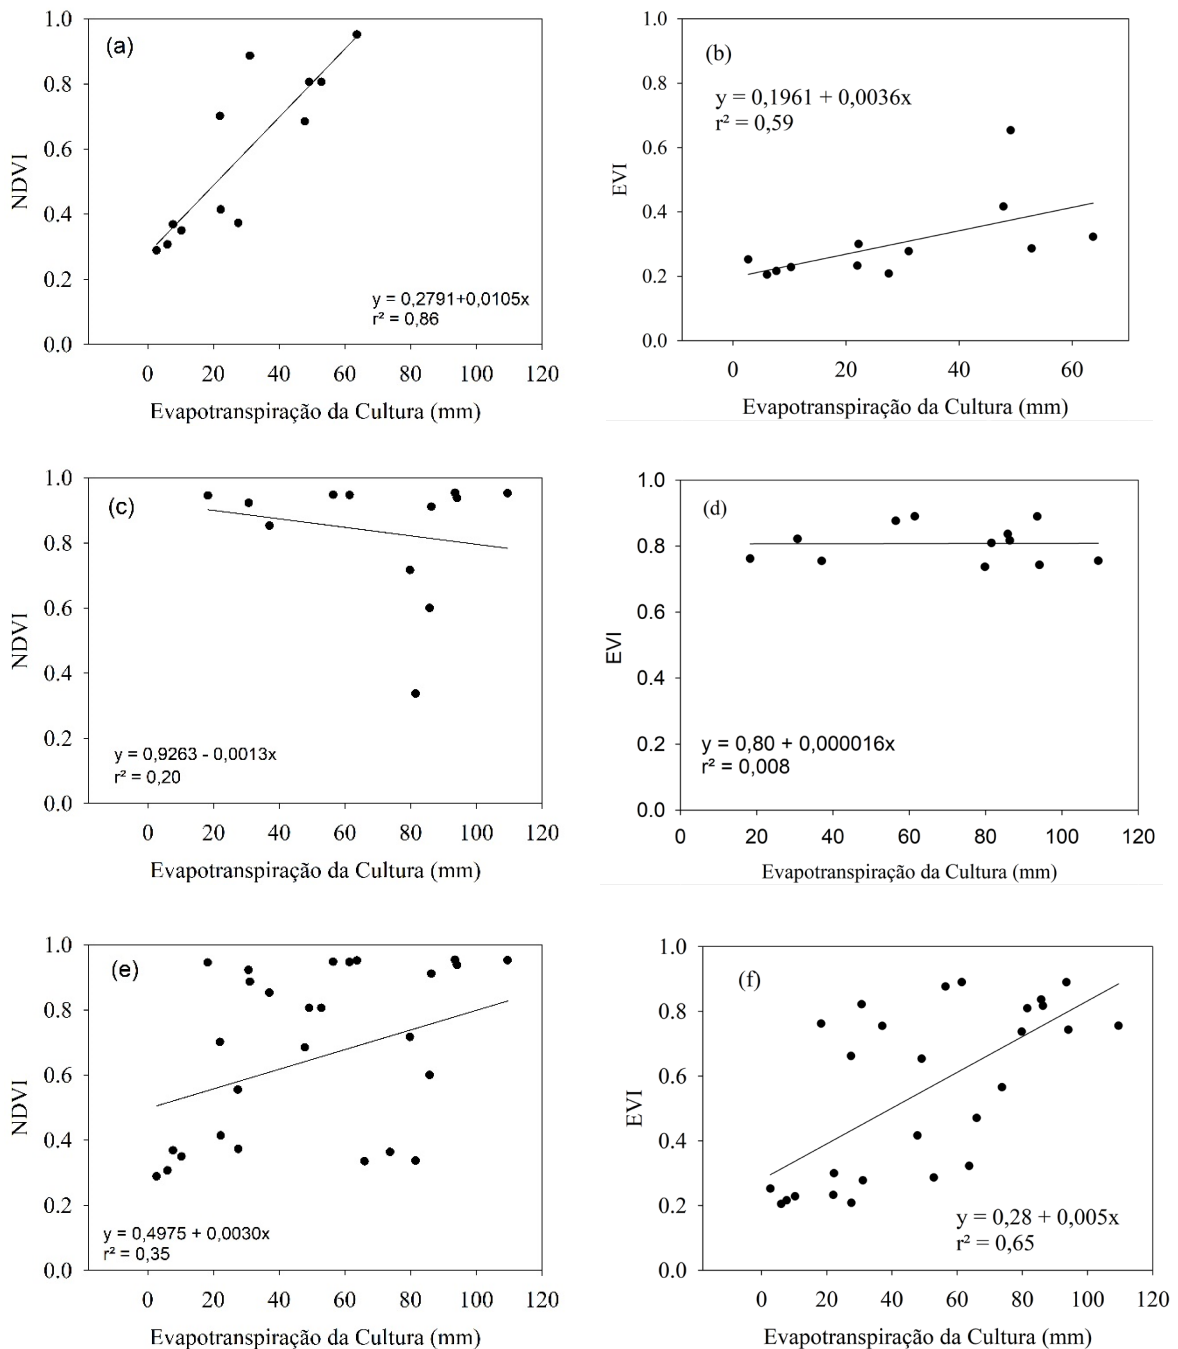 (a)
1.0
0.8
0.6
0.4
0.2
0.0
NDVI
y = 0,2791+0,0105x
r² = 0,86
0 20 40 60 80 100 120
Evapotranspiração da Cultura (mm)
(b)
1.0
0.8
0.6
0.4
0.2
0.0
EVI
y = 0,1961 + 0,0036x
r² = 0,59
0 20 40 60
Evapotranspiração da Cultura (mm)
(c)
1.0
0.8
0.6
0.4
0.2
0.0
NDVI
y = 0,9263 - 0,0013x
r² = 0,20
0 20 40 60 80 100 120
Evapotranspiração da Cultura (mm)
(d)
1.0
0.8
0.6
0.4
0.2
0.0
EVI
y = 0,80 + 0,000016x
r² = 0,008
0 20 40 60 80 100 120
Evapotranspiração da Cultura (mm)
(e)
1.0
0.8
0.6
0.4
0.2
0.0
NDVI
y = 0,4975 + 0,0030x
r² = 0,35
0 20 40 60 80 100 120
Evapotranspiração da Cultura (mm)
(f)
1.0
0.8
0.6
0.4
0.2
0.0
EVI
y = 0,28 + 0,005x
r² = 0,65
0 20 40 60 80 100 120
Evapotranspiração da Cultura (mm)